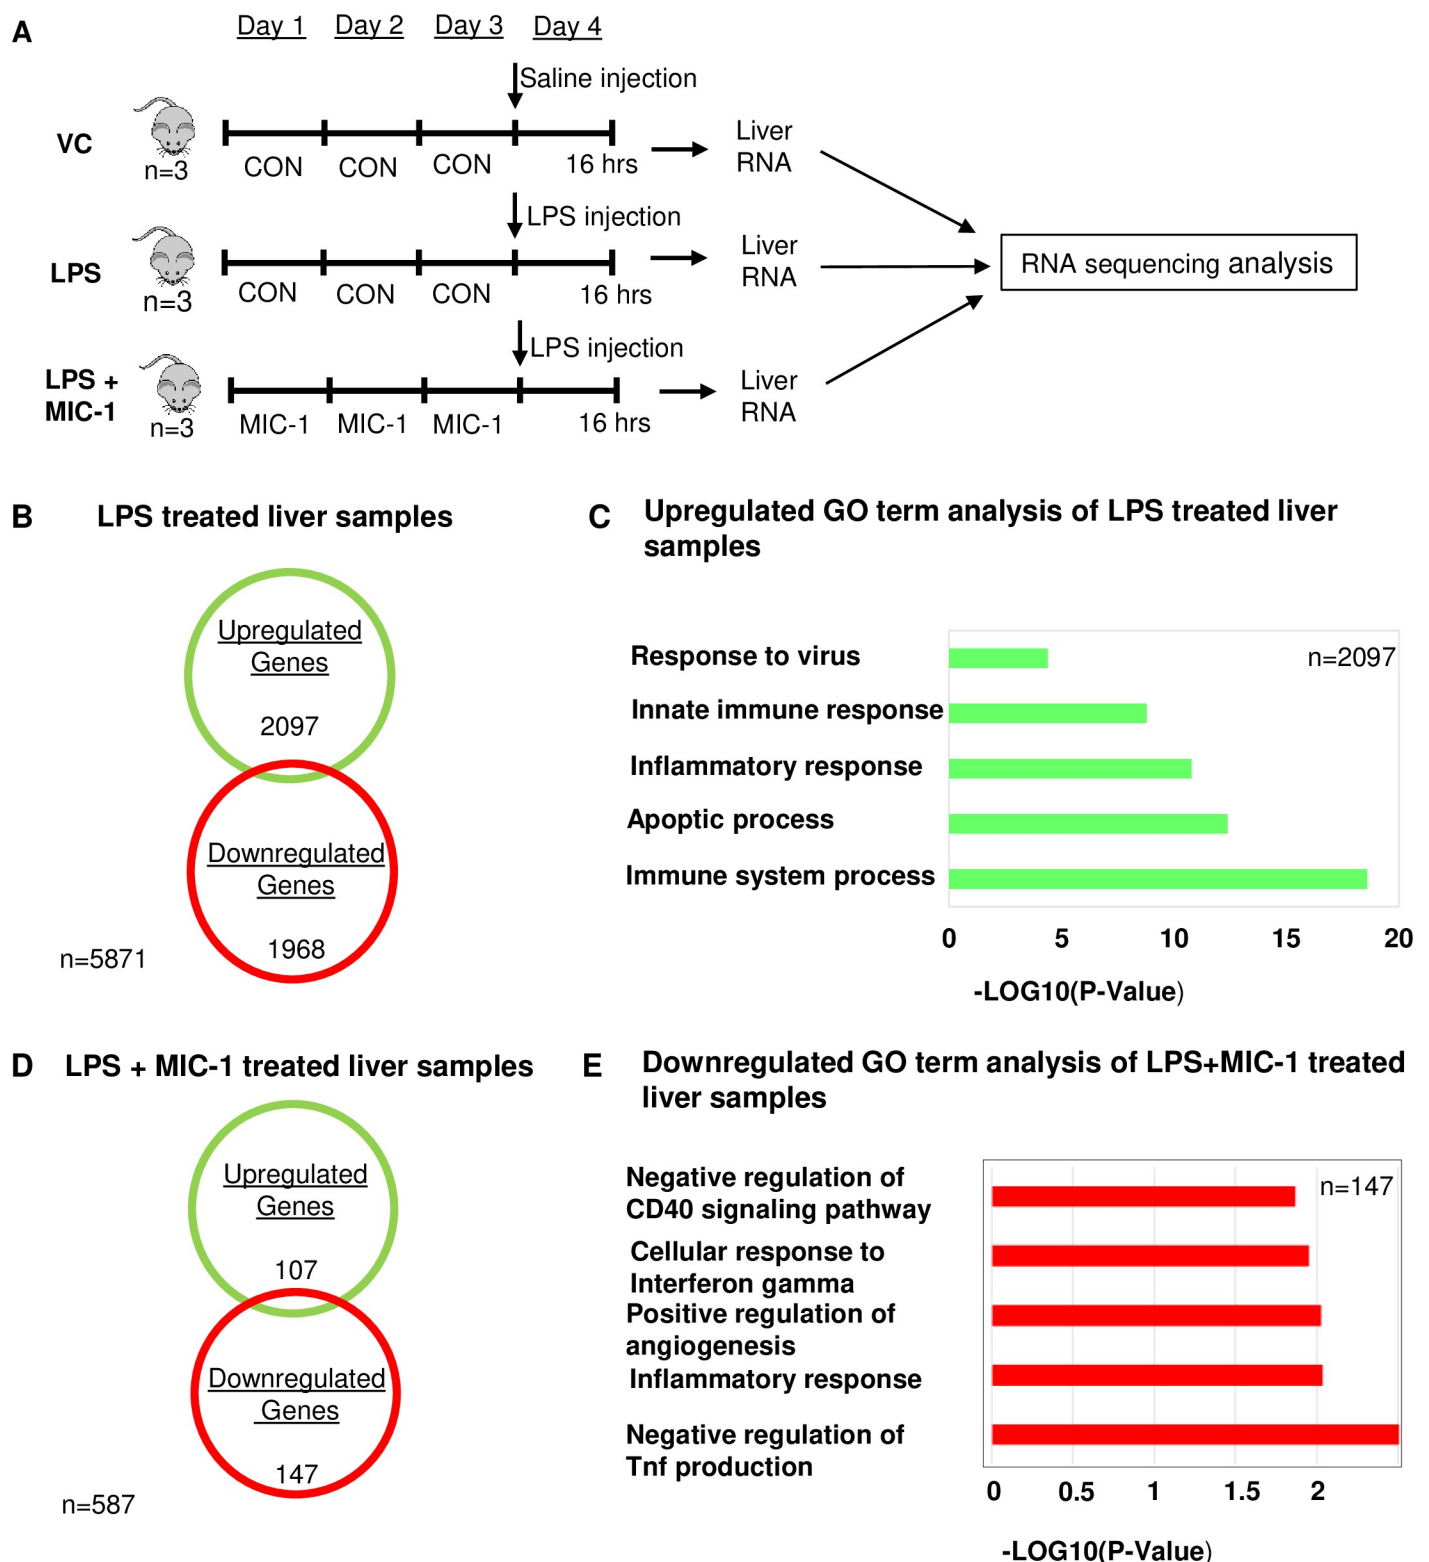 A
Day 1 Day 2 Day 3 Day 4
Saline injection
VC
n=3
CON CON CON 16 hrs
Liver
RNA
LPS injection
LPS
n=3
CON CON CON 16 hrs
Liver
RNA
RNA sequencing analysis
LPS injection
LPS +
MIC-1
n=3
MIC-1 MIC-1 MIC-1 16 hrs
Liver
RNA
B LPS treated liver samples
Upregulated
Genes
2097
Downregulated
Genes
1968
n=5871
C Upregulated GO term analysis of LPS treated liver
samples
Response to virus
n=2097
Innate immune response
Inflammatory response
Apoptic process
Immune system process
0 5 10 15 20
-LOG10(P-Value)
D LPS + MIC-1 treated liver samples
Upregulated
Genes
107
Downregulated
Genes
147
n=587
E Downregulated GO term analysis of LPS+MIC-1 treated
liver samples
Negative regulation of
CD40 signaling pathway
n=147
Cellular response to
Interferon gamma
Positive regulation of
angiogenesis
Inflammatory response
Negative regulation of
Tnf production
0 0.5 1 1.5 2
-LOG10(P-Value)